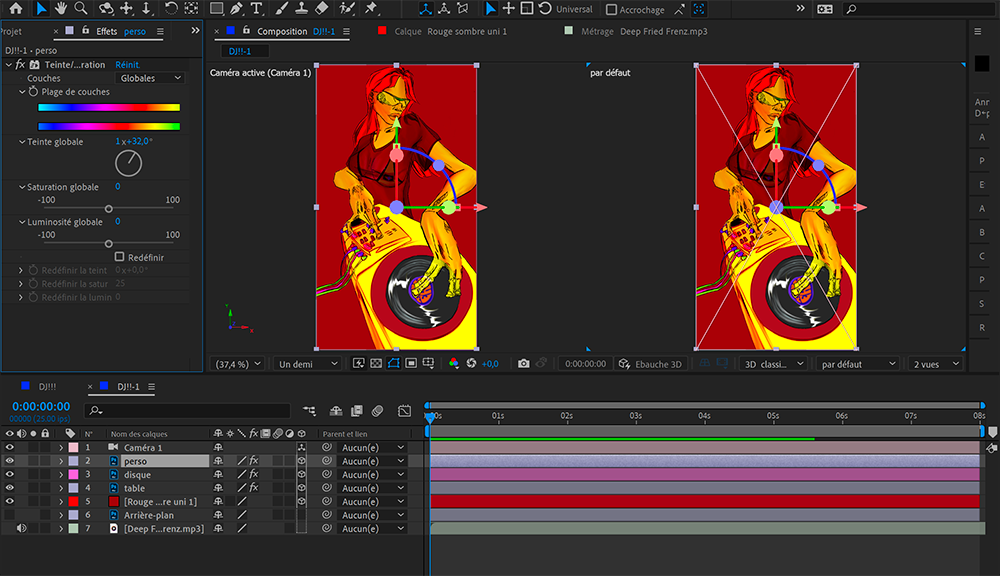 Universal Accrochage
Projet Effets perso
Composition DJ!!-1
Calque Rouge sombre uni 1
Métrage Deep Fried Frenz.mp3
DJ!!-1 • perso
DJ!!-1
fx Teinte/...ration Réinit.
Couches Globales
Plage de couches
Teinte globale 1x+32,0°
Saturation globale 0
-100 100
Luminosité globale 0
-100 100
Redéfinir
Redéfinir la teint 0x+0,0°
Redéfinir la satur 25
Redéfinir la lumin 0
Caméra active (Caméra 1)
par défaut
(37,4 %) Un demi +0,0 0:00:00:00 Ebauche 3D 3D classi... par défaut 2 vues
Ann
D+p
A
P
E
A
B
C
P
S
R
DJ!!! DJ!!-1
0:00:00:00
00000 (25.00 ips)
00s 01s 02s 03s 04s 05s 06s 07s 08s
N° Nom des calques fx Parent et lien
1 Caméra 1 Aucun(e)
2 perso fx Aucun(e)
3 disque fx Aucun(e)
4 table fx Aucun(e)
5 [Rouge ...re uni 1] Aucun(e)
6 Arrière-plan Aucun(e)
7 [Deep F...renz.mp3] Aucun(e)